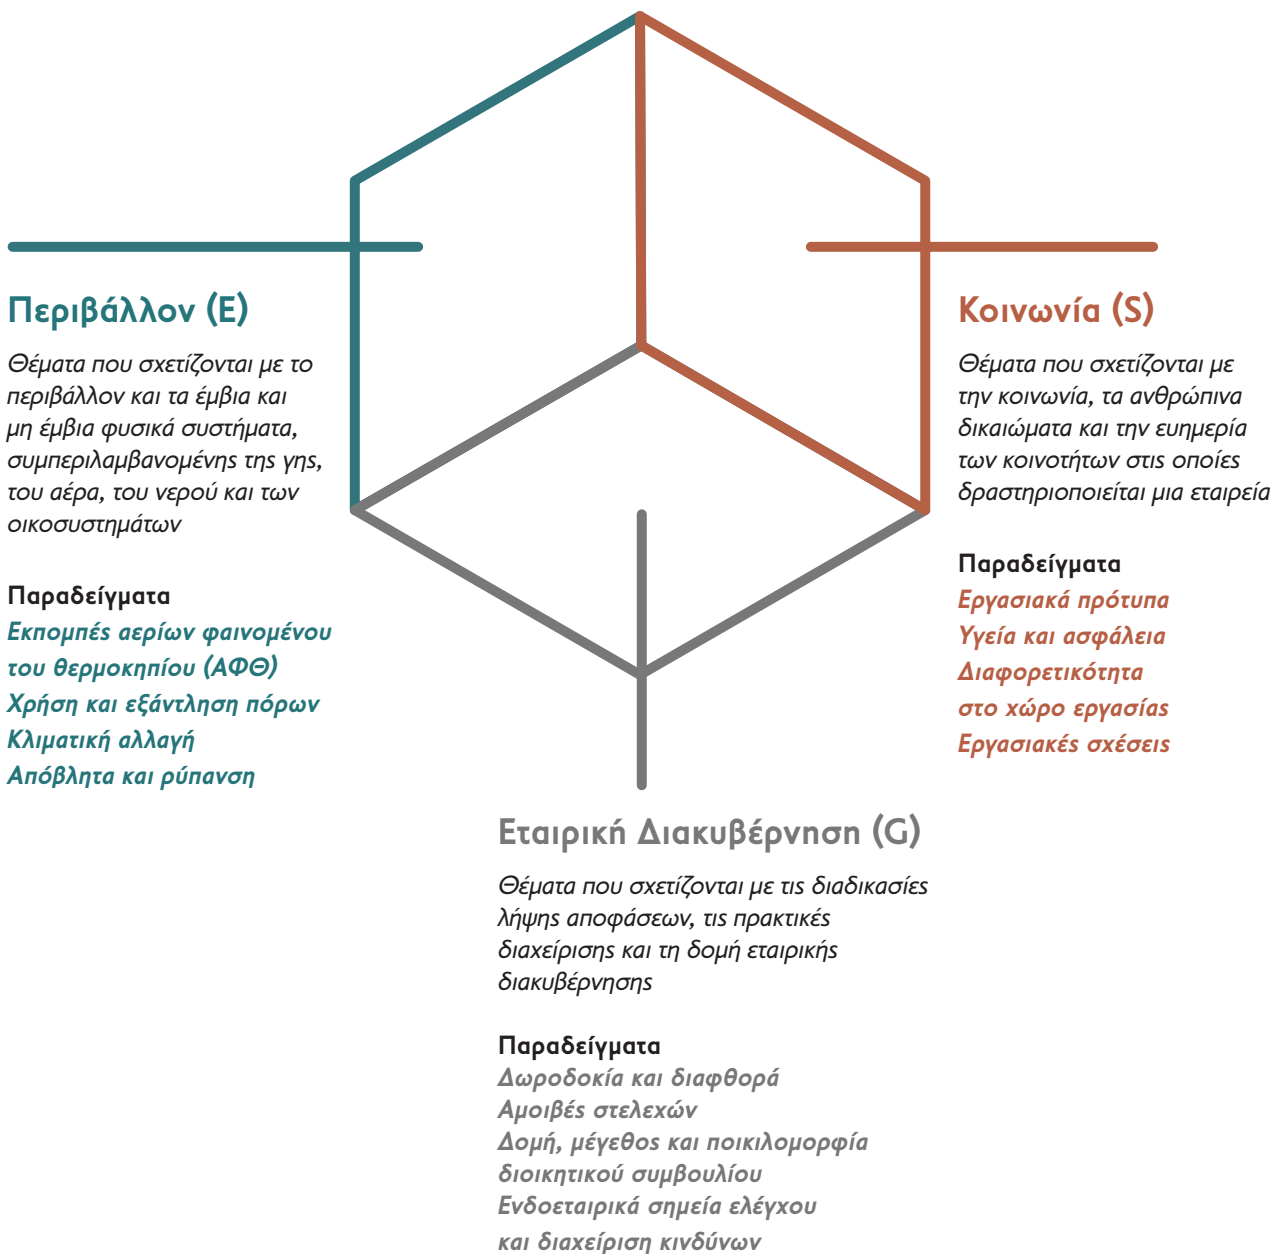 Περιβάλλον (E)
Θέματα που σχετίζονται με το
περιβάλλον και τα έμβια και
μη έμβια φυσικά συστήματα,
συμπεριλαμβανομένης της γης,
του αέρα, του νερού και των
οικοσυστημάτων
Παραδείγματα
Εκπομπές αερίων φαινομένου
του θερμοκηπίου (ΑΦΘ)
Χρήση και εξάντληση πόρων
Κλιματική αλλαγή
Απόβλητα και ρύπανση
Κοινωνία (S)
Θέματα που σχετίζονται με
την κοινωνία, τα ανθρώπινα
δικαιώματα και την ευημερία
των κοινοτήτων στις οποίες
δραστηριοποιείται μια εταιρεία
Παραδείγματα
Εργασιακά πρότυπα
Υγεία και ασφάλεια
Διαφορετικότητα
στο χώρο εργασίας
Εργασιακές σχέσεις
Εταιρική Διακυβέρνηση (G)
Θέματα που σχετίζονται με τις διαδικασίες
λήψης αποφάσεων, τις πρακτικές
διαχείρισης και τη δομή εταιρικής
διακυβέρνησης
Παραδείγματα
Δωροδοκία και διαφθορά
Αμοιβές στελεχών
Δομή, μέγεθος και ποικιλομορφία
διοικητικού συμβουλίου
Ενδοεταιρικά σημεία ελέγχου
και διαχείριση κινδύνων